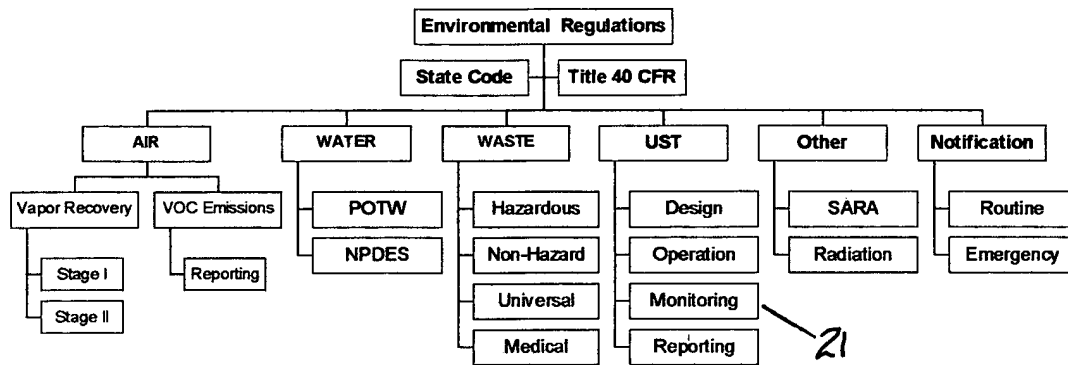 Environmental Regulations
State Code
Title 40 CFR
AIR
WATER
WASTE
UST
Other
Notification
Vapor Recovery
VOC Emissions
POTW
Hazardous
Design
SARA
Routine
NPDES
Non-Hazard
Operation
Radiation
Emergency
Stage I
Reporting
Universal
Monitoring
Stage II
Medical
Reporting
21